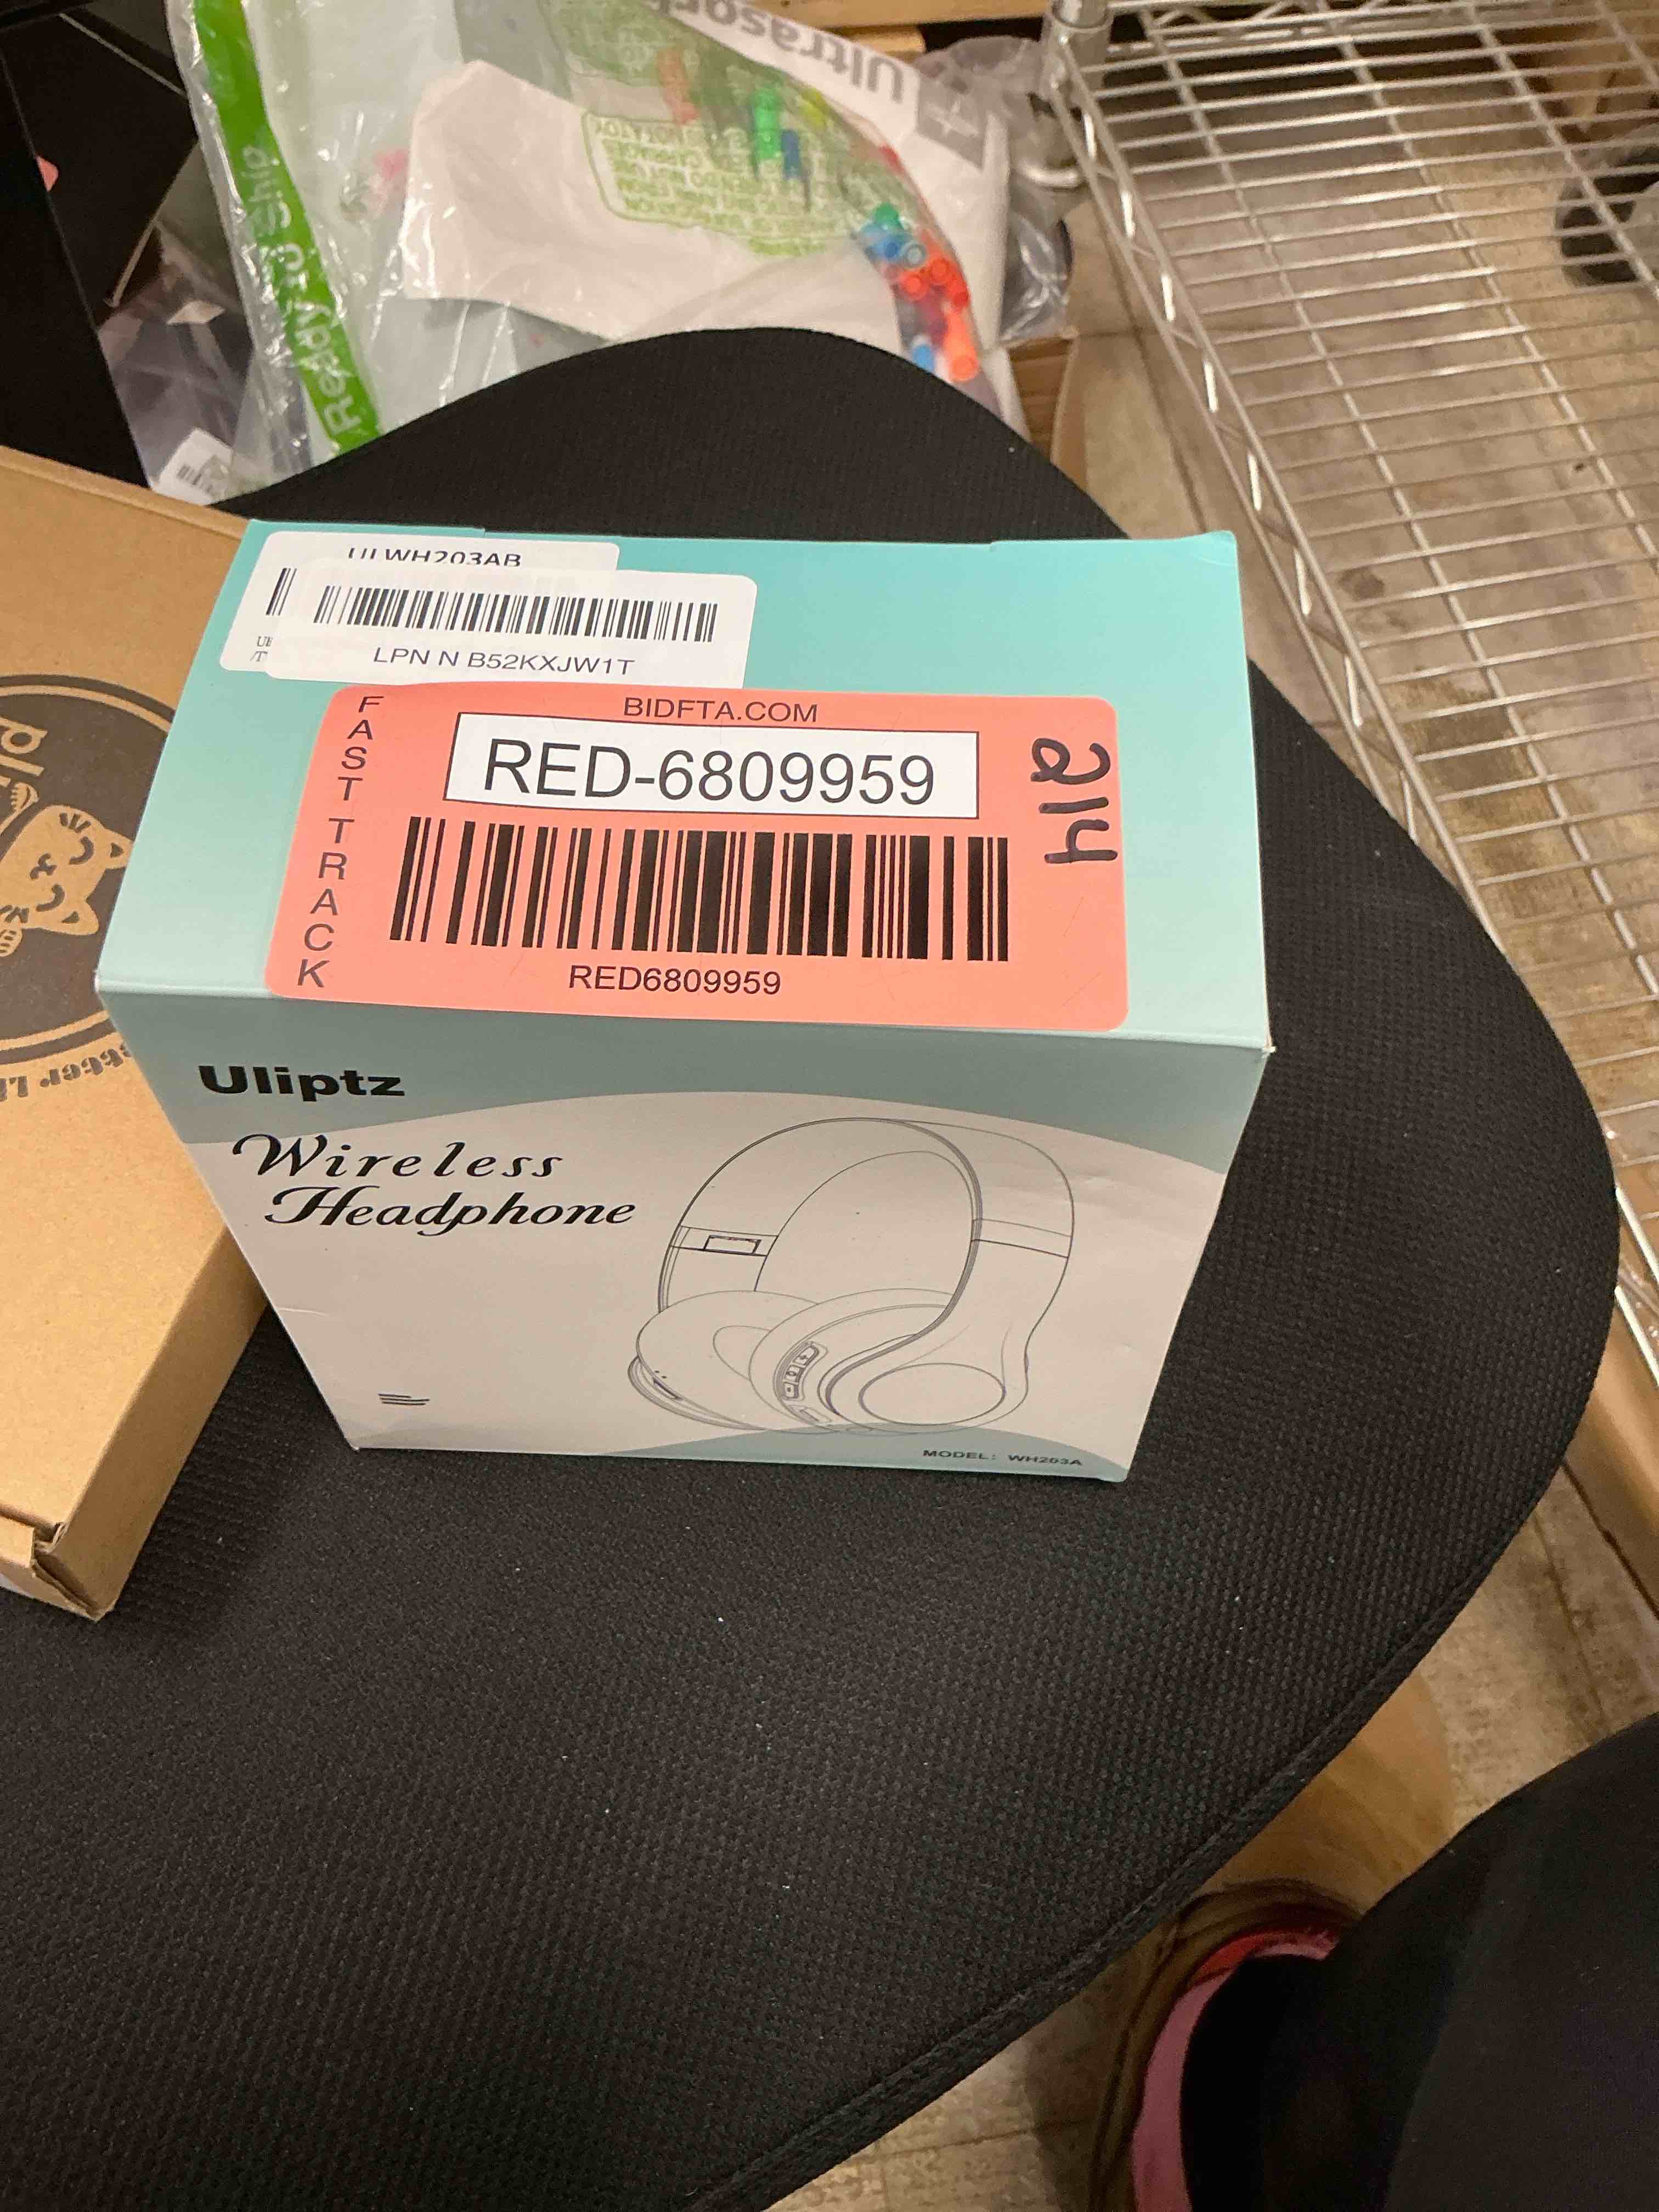 Ultrasorb
Ready to Ship
ULWH203AB
LPN N B52KXJW1T
BIDFTA.COM
FAST TRACK
RED-6809959
214
RED6809959
Uliptz
Wireless
Headphone
MODEL: WH203A